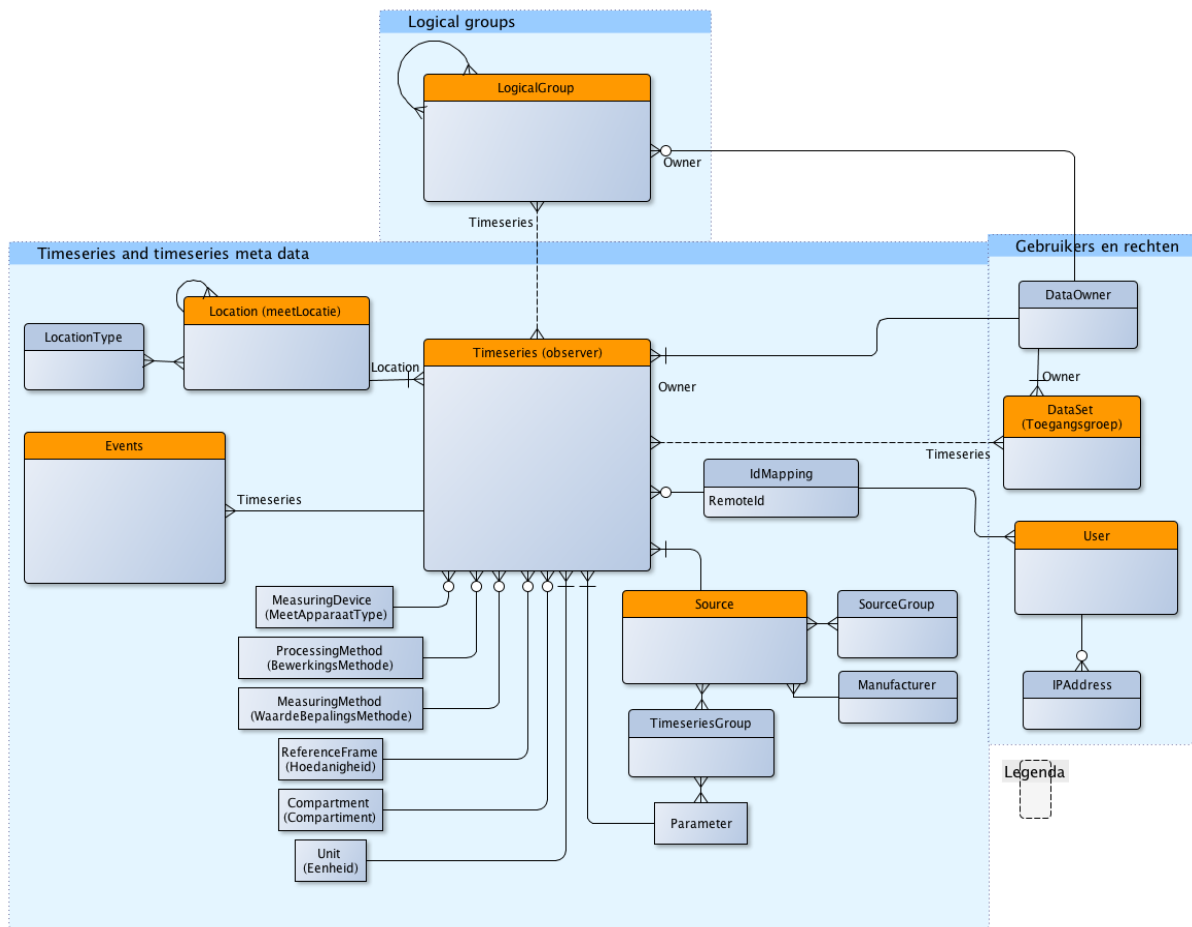 Logical groups
LogicalGroup
Owner
Timeseries
Timeseries and timeseries meta data
Gebruikers en rechten
Location (meetLocatie)
LocationType
Location
Timeseries (observer)
Owner
DataOwner
Owner
DataSet
(Toegangsgroep)
Timeseries
Events
Timeseries
IdMapping
RemoteId
User
MeasuringDevice
(MeetApparaatType)
ProcessingMethod
(BewerkingsMethode)
MeasuringMethod
(WaardeBepalingsMethode)
ReferenceFrame
(Hoedanigheid)
Compartment
(Compartiment)
Unit
(Eenheid)
Source
SourceGroup
Manufacturer
TimeseriesGroup
Parameter
IPAddress
Legenda